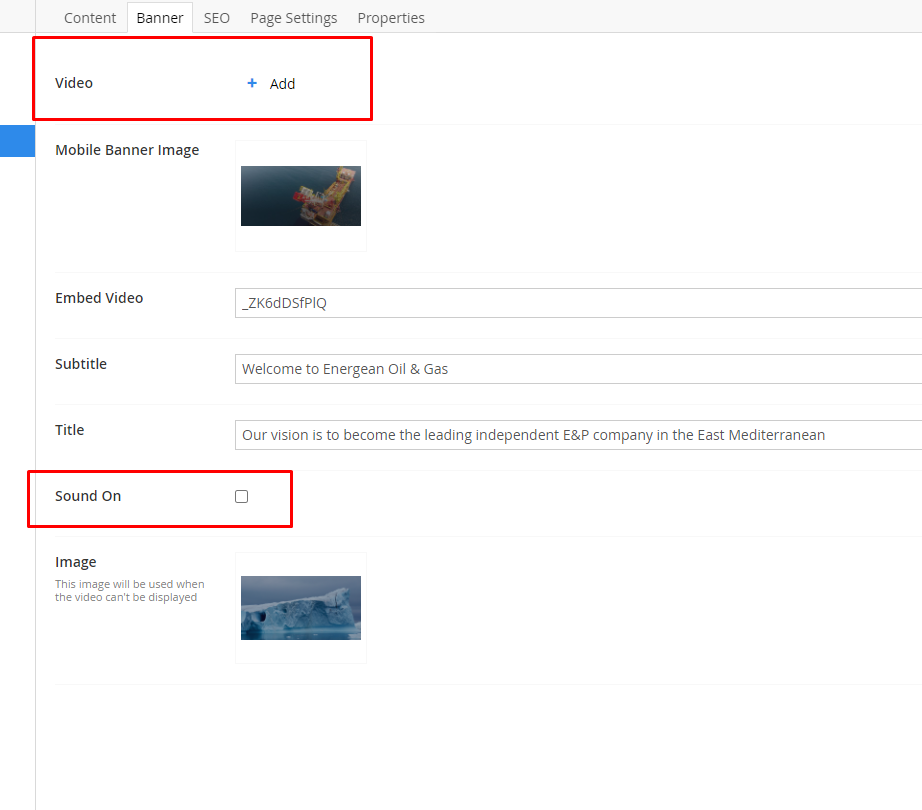 Content Banner SEO Page Settings Properties
Video + Add
Mobile Banner Image
Embed Video _ZK6dDSfPlQ
Subtitle Welcome to Energean Oil & Gas
Title Our vision is to become the leading independent E&P company in the East Mediterranean
Sound On
Image
This image will be used when
the video can't be displayed